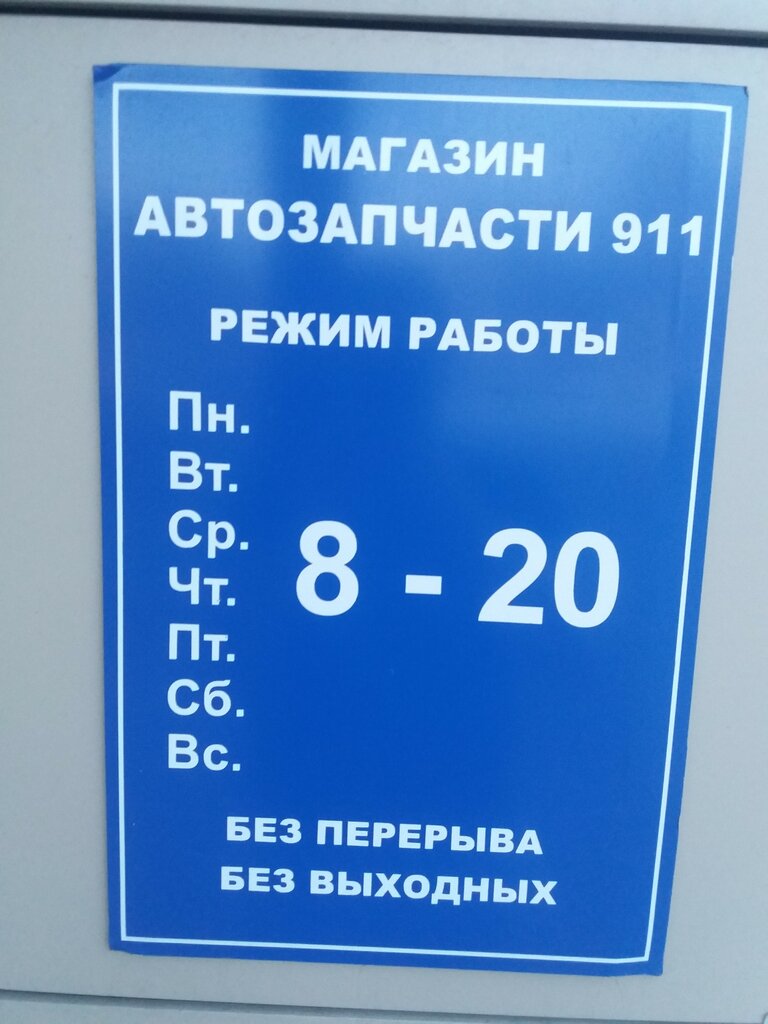 МАГАЗИН
АВТОЗАПЧАСТИ 911
РЕЖИМ РАБОТЫ
Пн.
Вт.
Ср.
Чт.
8 - 20
Пт.
Сб.
Вс.
БЕЗ ПЕРЕРЫВА
БЕЗ ВЫХОДНЫХ